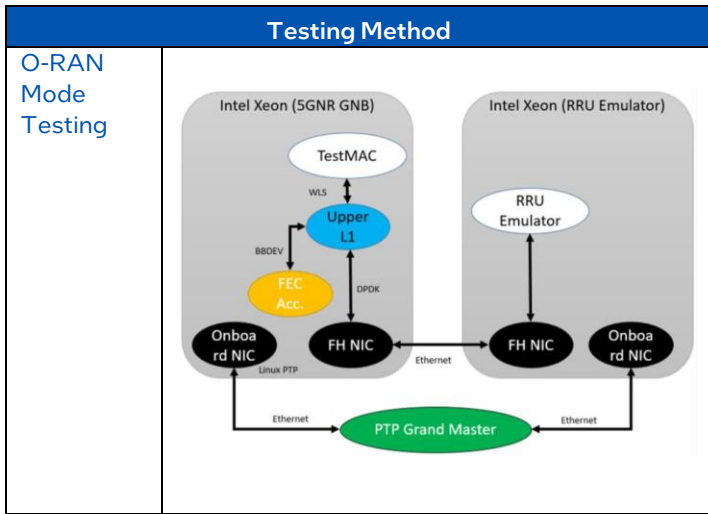 Testing Method
O-RAN
Mode
Testing
Intel Xeon (5GNR GNB)
Intel Xeon (RRU Emulator)
TestMAC
WLS
Upper
L1
RRU
Emulator
BBDEV
DPDK
FEC
Acc.
Onboa
rd NIC
FH NIC
FH NIC
Onboa
rd NIC
Linux PTP
Ethernet
Ethernet
PTP Grand Master
Ethernet